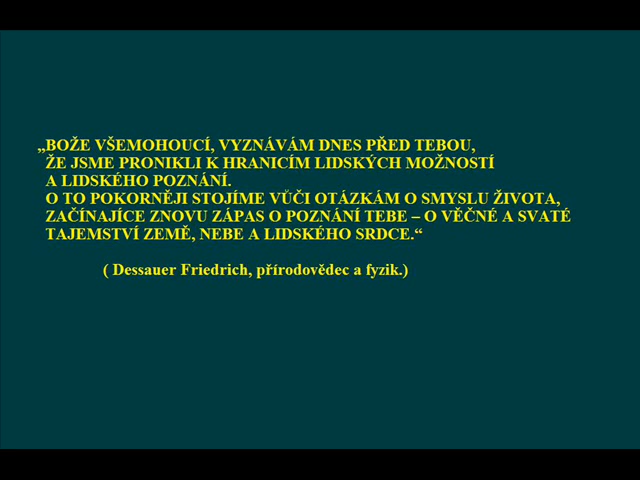 „BOŽE VŠEMOHOUCÍ, VYZNÁVÁM DNES PŘED TEBOU,
ŽE JSME PRONIKLI K HRANICÍM LIDSKÝCH MOŽNOSTÍ
A LIDSKÉHO POZNÁNÍ.
O TO POKORNĚJI STOJÍME VŮČI OTÁZKÁM O SMYSLU ŽIVOTA,
ZAČÍNAJÍCE ZNOVU ZÁPAS O POZNÁNÍ TEBE – O VĚČNÉ A SVATÉ
TAJEMSTVÍ ZEMĚ, NEBE A LIDSKÉHO SRDCE.“
( Dessauer Friedrich, přírodovědec a fyzik.)